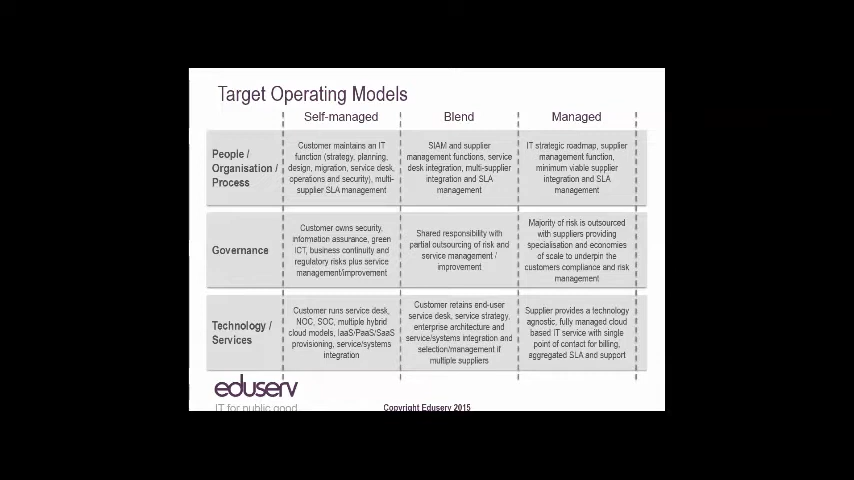 Target Operating Models
Self-managed
Blend
Managed
People /
Organisation /
Process
Customer maintains an IT
function (strategy, planning,
design, migration, service desk,
operations and security), multi-
supplier SLA management
SIAM and supplier
management functions, service
desk integration, multi-supplier
integration and SLA
management
IT strategic roadmap, supplier
management function,
minimum viable supplier
integration and SLA
management
Governance
Customer owns security,
information assurance, green
ICT, business continuity and
regulatory risks plus service
management/improvement
Shared responsibility with
partial outsourcing of risk and
service management /
improvement
Majority of risk is outsourced
with suppliers providing
specialisation and economies
of scale to underpin the
customers compliance and risk
management
Technology /
Services
Customer runs service desk,
NOC, SOC, multiple hybrid
cloud models, IaaS/PaaS/SaaS
provisioning, service/systems
integration
Customer retains end-user
service desk, service strategy,
enterprise architecture and
service/systems integration and
selection/management if
multiple suppliers
Supplier provides a technology
agnostic, fully managed cloud
based IT service with single
point of contact for billing,
aggregated SLA and support
eduserv
IT for public good
Copyright Eduserv 2015